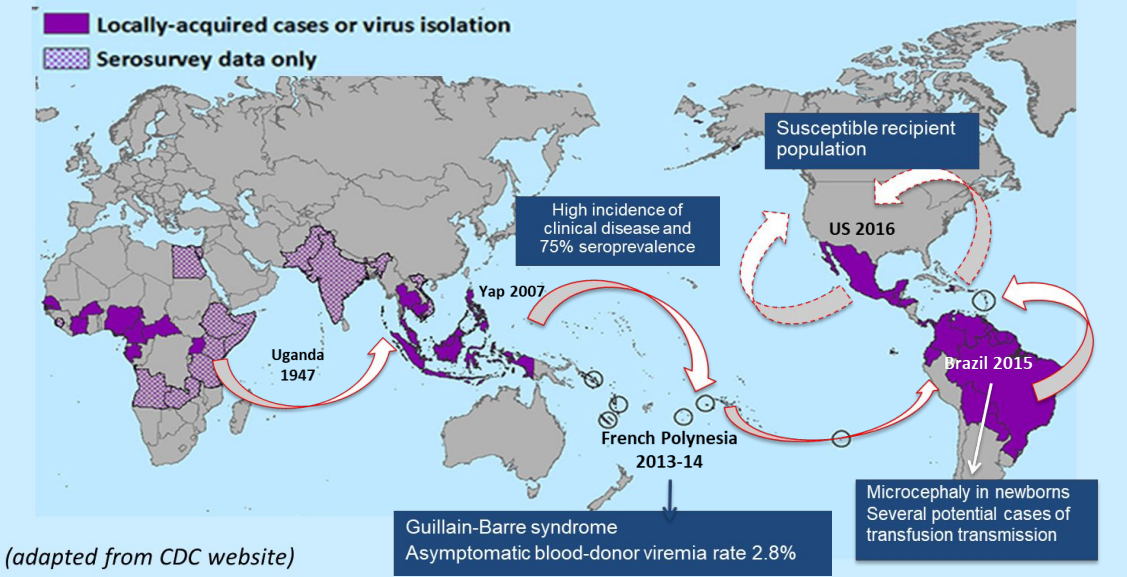 Locally-acquired cases or virus isolation
Serosurvey data only
Susceptible recipient
population
High incidence of
clinical disease and
75% seroprevalence
US 2016
Yap 2007
Uganda
1947
Brazil 2015
French Polynesia
2013-14
Microcephaly in newborns
Several potential cases of
transfusion transmission
Guillain-Barre syndrome
Asymptomatic blood-donor viremia rate 2.8%
(adapted from CDC website)